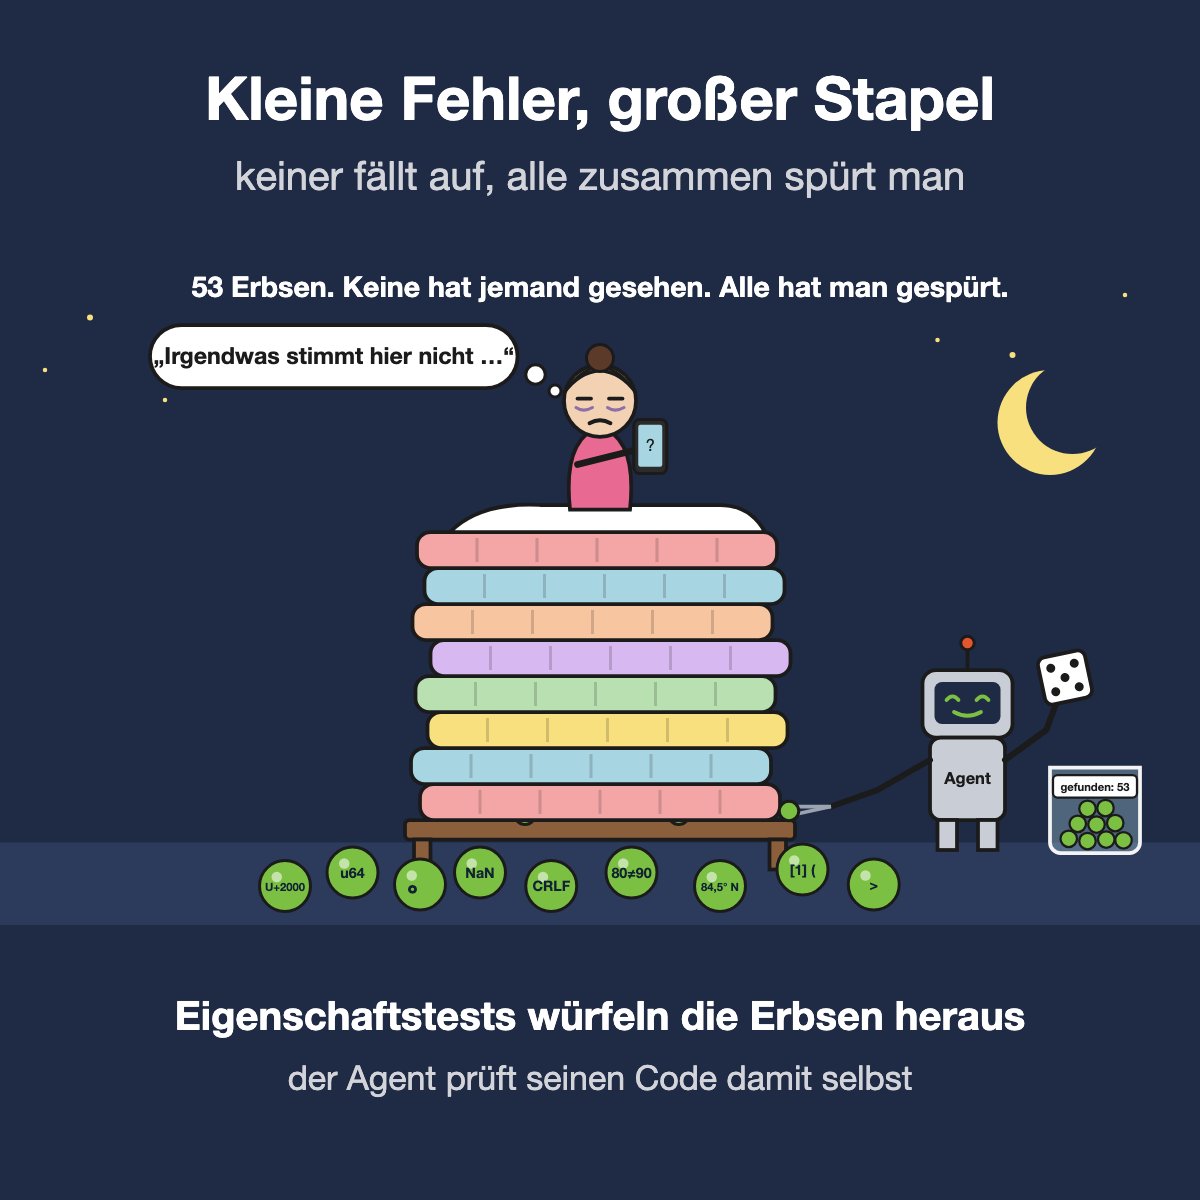 Kleine Fehler, großer Stapel
keiner fällt auf, alle zusammen spürt man
53 Erbsen. Keine hat jemand gesehen. Alle hat man gespürt.
„Irgendwas stimmt hier nicht …“
?
Agent
gefunden: 53
U+2000
u64
NaN
CRLF
80≠90
84,5° N
[1] (
>
Eigenschaftstests würfeln die Erbsen heraus
der Agent prüft seinen Code damit selbst